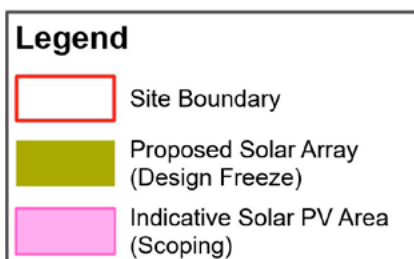 Legend
Site Boundary
Proposed Solar Array
(Design Freeze)
Indicative Solar PV Area
(Scoping)